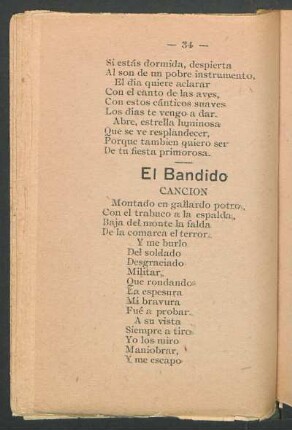 — 34 —
Si estás dormida, despierta
Al son de un pobre instrumento,
El día quiere aclarar
Con el canto de las aves,
Con estos cánticos suaves
Los días te vengo a dar.
Abre, estrella luminosa
Que se ve resplandecer,
Porque tambien quiero ser
De tu fiesta primorosa.
El Bandido
CANCION
Montado en gallardo potro,
Con el trabuco a la espalda,
Baja del monte la falda
De la comarca el terror.
Y me burlo
Del soldado
Desgraciado
Militar,
Que rondando
La espesura
Mi bravura
Fué a probar.
A su vista
Siempre a tiro
Yo los miro
Maniobrar,
Y me escapo